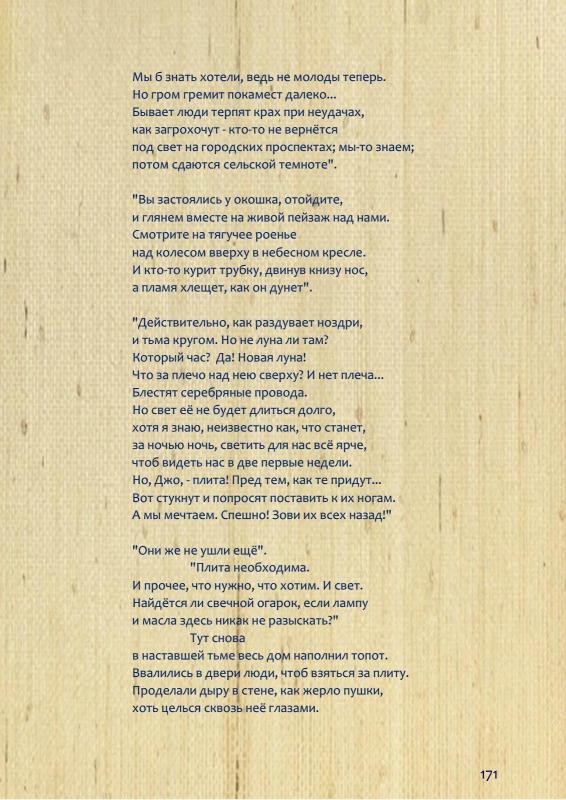 Мы б знать хотели, ведь не молоды теперь.
Но гром гремит покамест далеко...
Бывает люди терпят крах при неудачах,
как загрохочут - кто-то не вернётся
под свет на городских проспектах; мы-то знаем;
потом сдаются сельской темноте".
"Вы застоялись у окошка, отойдите,
и глянем вместе на живой пейзаж над нами.
Смотрите на тягучее роенье
над колесом вверху в небесном кресле.
И кто-то курит трубку, двинув книзу нос,
а пламя хлещет, как он дунет".
"Действительно, как раздувает ноздри,
и тьма кругом. Но не луна ли там?
Который час? Да! Новая луна!
Что за плечо над нею сверху? И нет плеча...
Блестят серебряные провода.
Но свет её не будет длиться долго,
хотя я знаю, неизвестно как, что станет,
за ночью ночь, светить для нас всё ярче,
чтоб видеть нас в две первые недели.
Но, Джо, - плита! Пред тем, как те придут...
Вот стукнут и попросят поставить к их ногам.
А мы мечтаем. Спешно! Зови их всех назад!"
"Они же не ушли ещё".
"Плита необходима.
И прочее, что нужно, что хотим. И свет.
Найдётся ли свечной огарок, если лампу
и масла здесь никак не разыскать?"
Тут снова
в наставшей тьме весь дом наполнил топот.
Ввалились в двери люди, чтоб взяться за плиту.
Проделали дыру в стене, как жерло пушки,
хоть целься сквозь неё глазами.
171